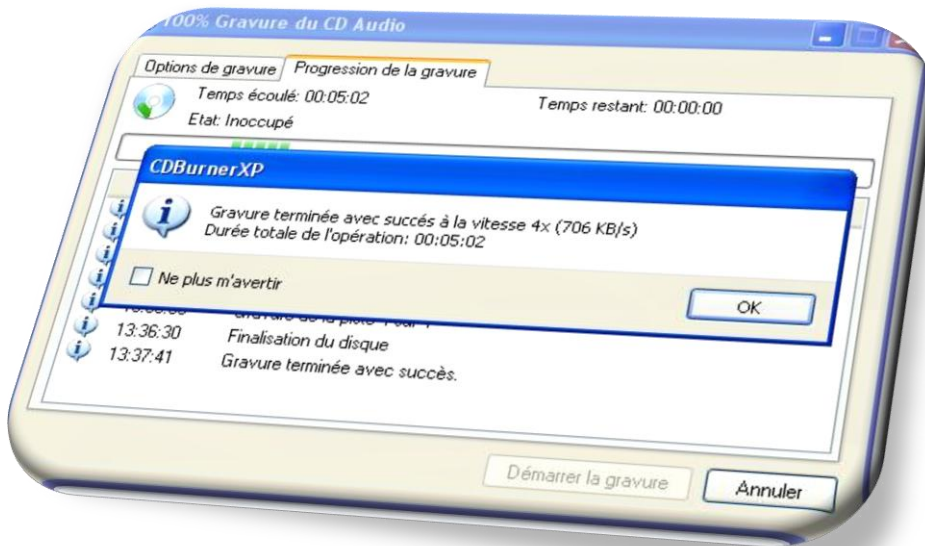 100% Gravure du CD Audio
Options de gravure Progression de la gravure
Temps écoulé: 00:05:02 Temps restant: 00:00:00
Etat: Inoccupé
CDBurnerXP
Gravure terminée avec succés à la vitesse 4x (706 KB/s)
Durée totale de l'opération: 00:05:02
Ne plus m'avertir
OK
13:36:30 Finalisation du disque
13:37:41 Gravure terminée avec succès.
Démarrer la gravure Annuler